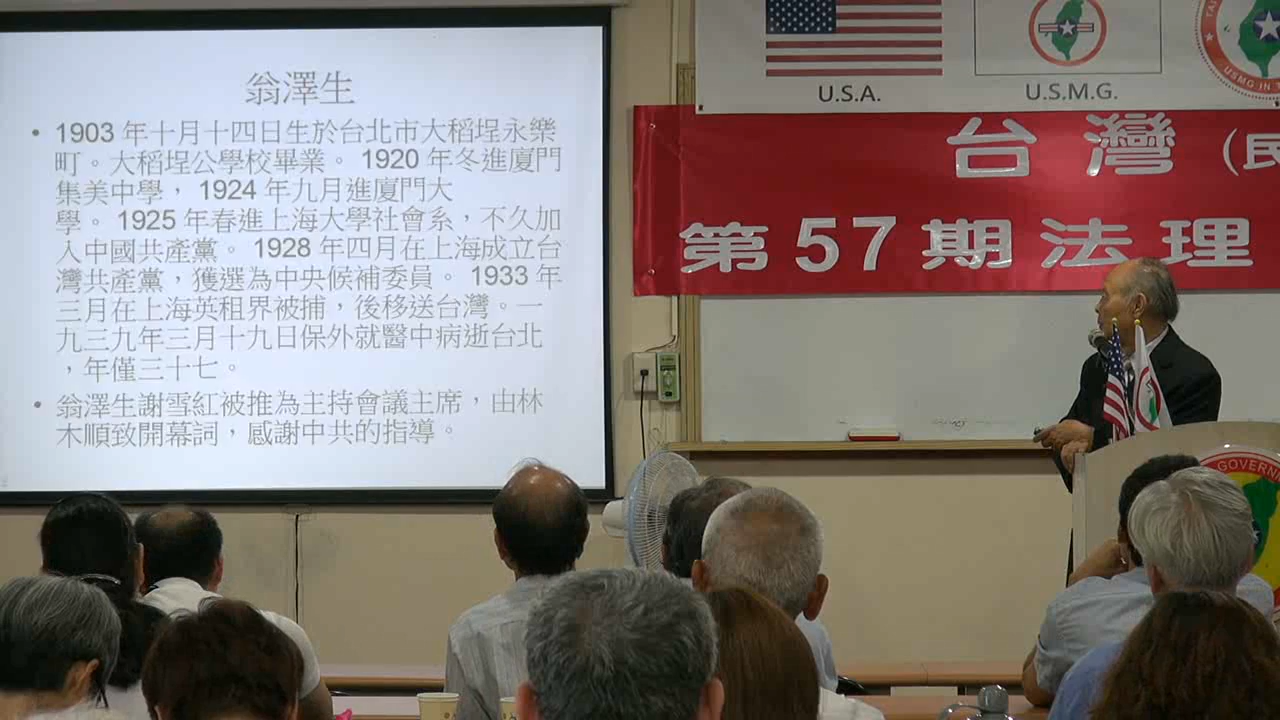 翁澤生
• 1903 年十月十四日生於台北市大稻埕永樂
町。大稻埕公學校畢業。 1920 年冬進廈門
集美中學， 1924 年九月進廈門大
學。 1925 年春進上海大學社會系，不久加
入中國共產黨。 1928 年四月在上海成立台
灣共產黨，獲選為中央候補委員。 1933 年
三月在上海英租界被捕，後移送台灣。一
九三九年三月十九日保外就醫中病逝台北
，年僅三十七。
• 翁澤生謝雪紅被推為主持會議主席，由林
木順致開幕詞，感謝中共的指導。
U.S.A.
U.S.M.G.
USMG IN
台灣（民
第57期法理
GOVERN